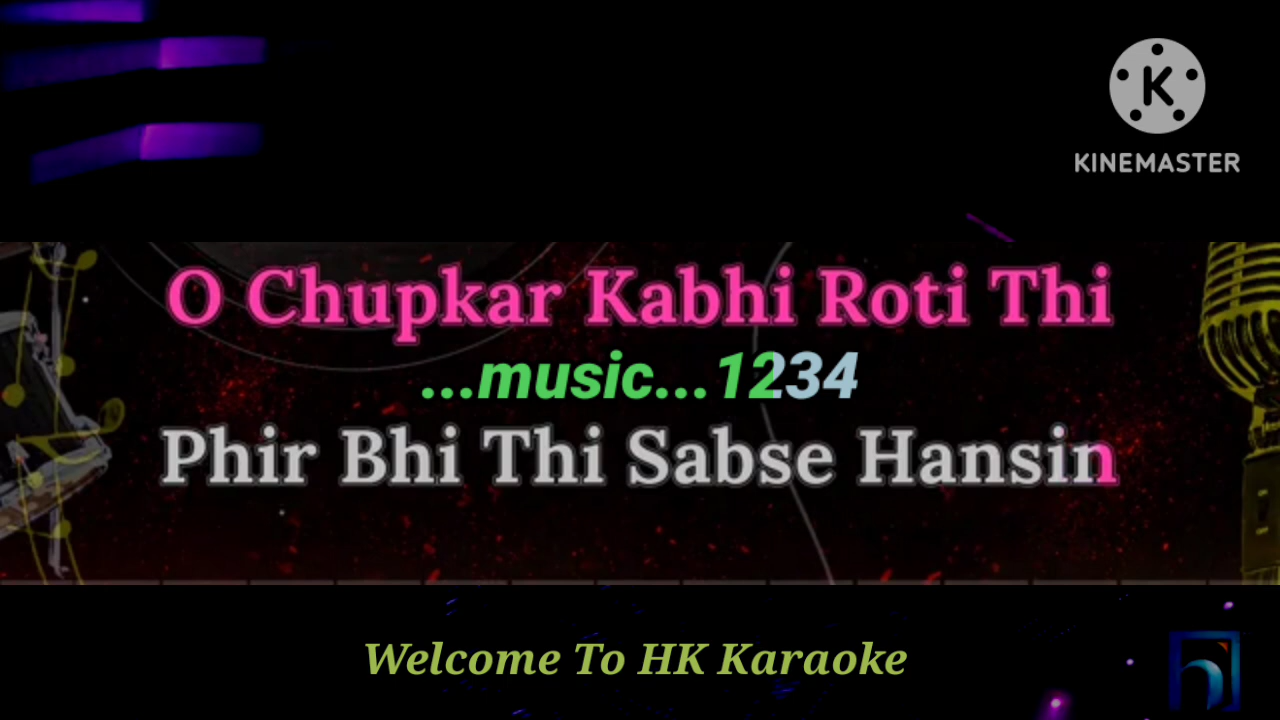 K
KINEMASTER
O Chupkar Kabhi Roti Thi
...music...1234
Phir Bhi Thi Sabse Hansin
Welcome To HK Karaoke